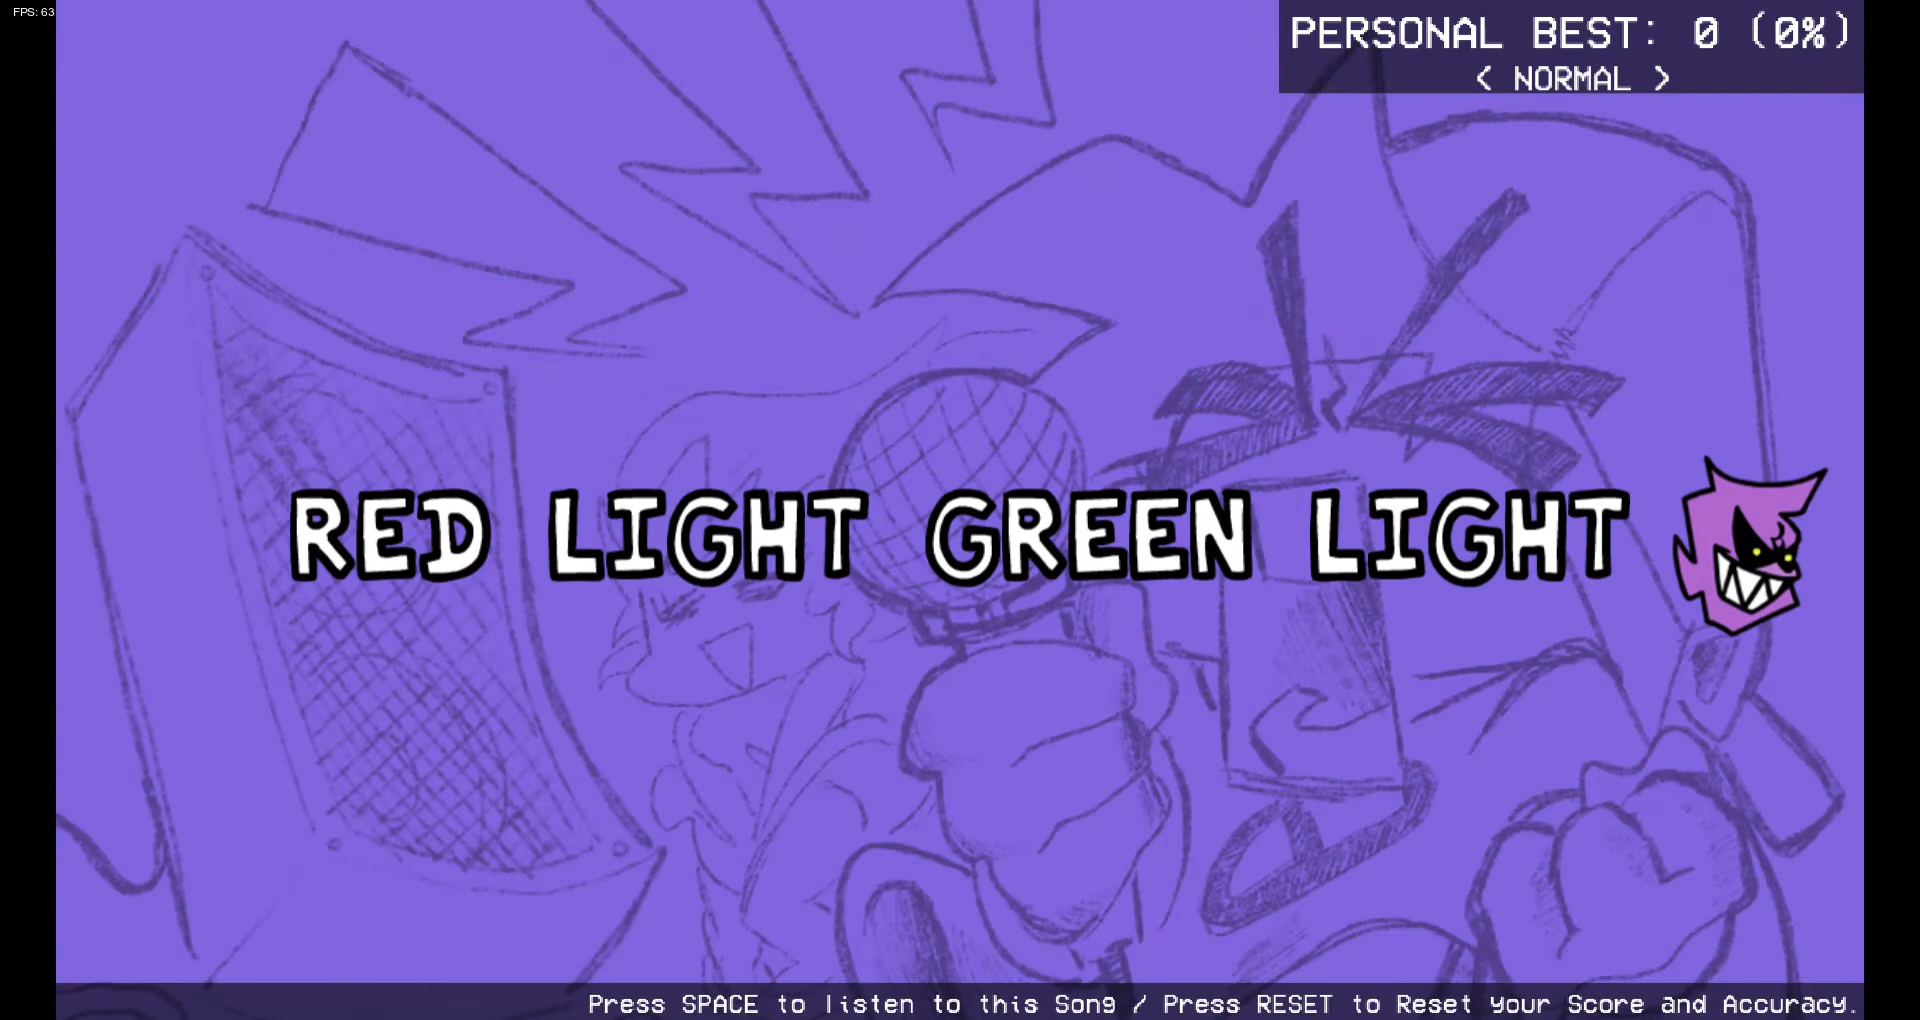 FPS: 63
PERSONAL BEST: 0 (0%)
< NORMAL >
RED LIGHT GREEN LIGHT
Press SPACE to listen to this Song / Press RESET to Reset your Score and Accuracy.